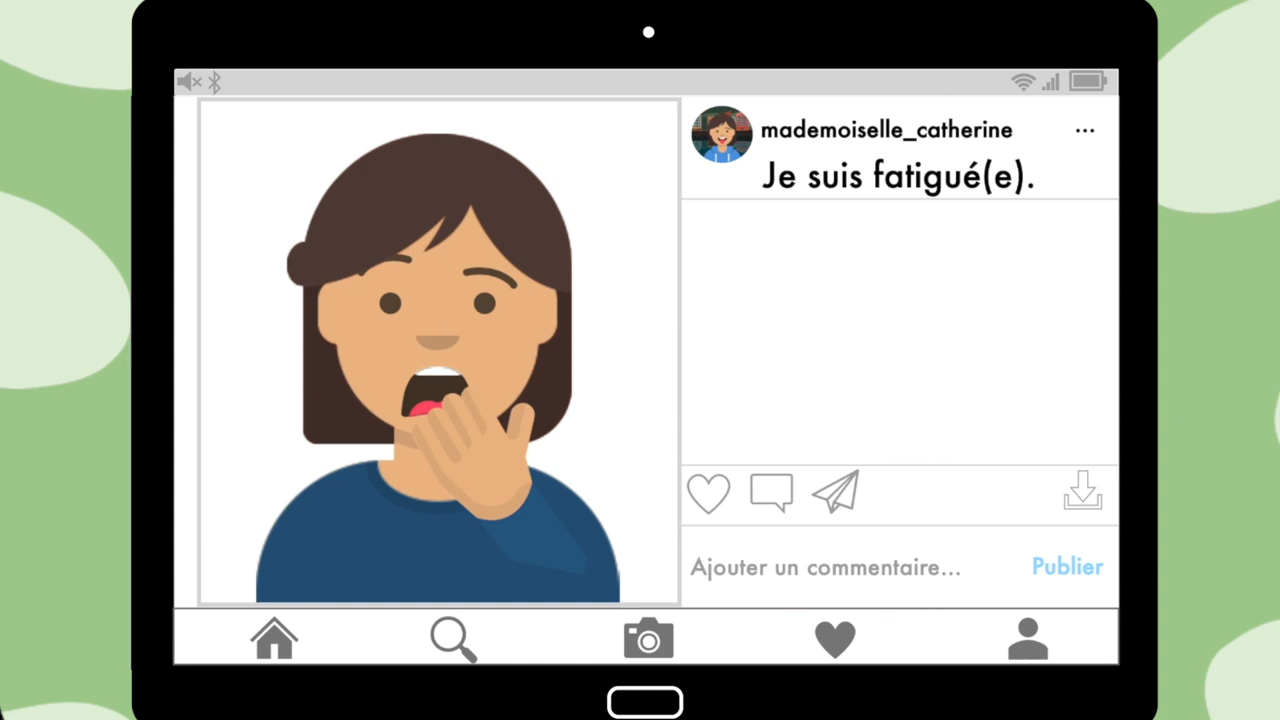 mademoiselle_catherine
Je suis fatigué(e).
Ajouter un commentaire...
Publier